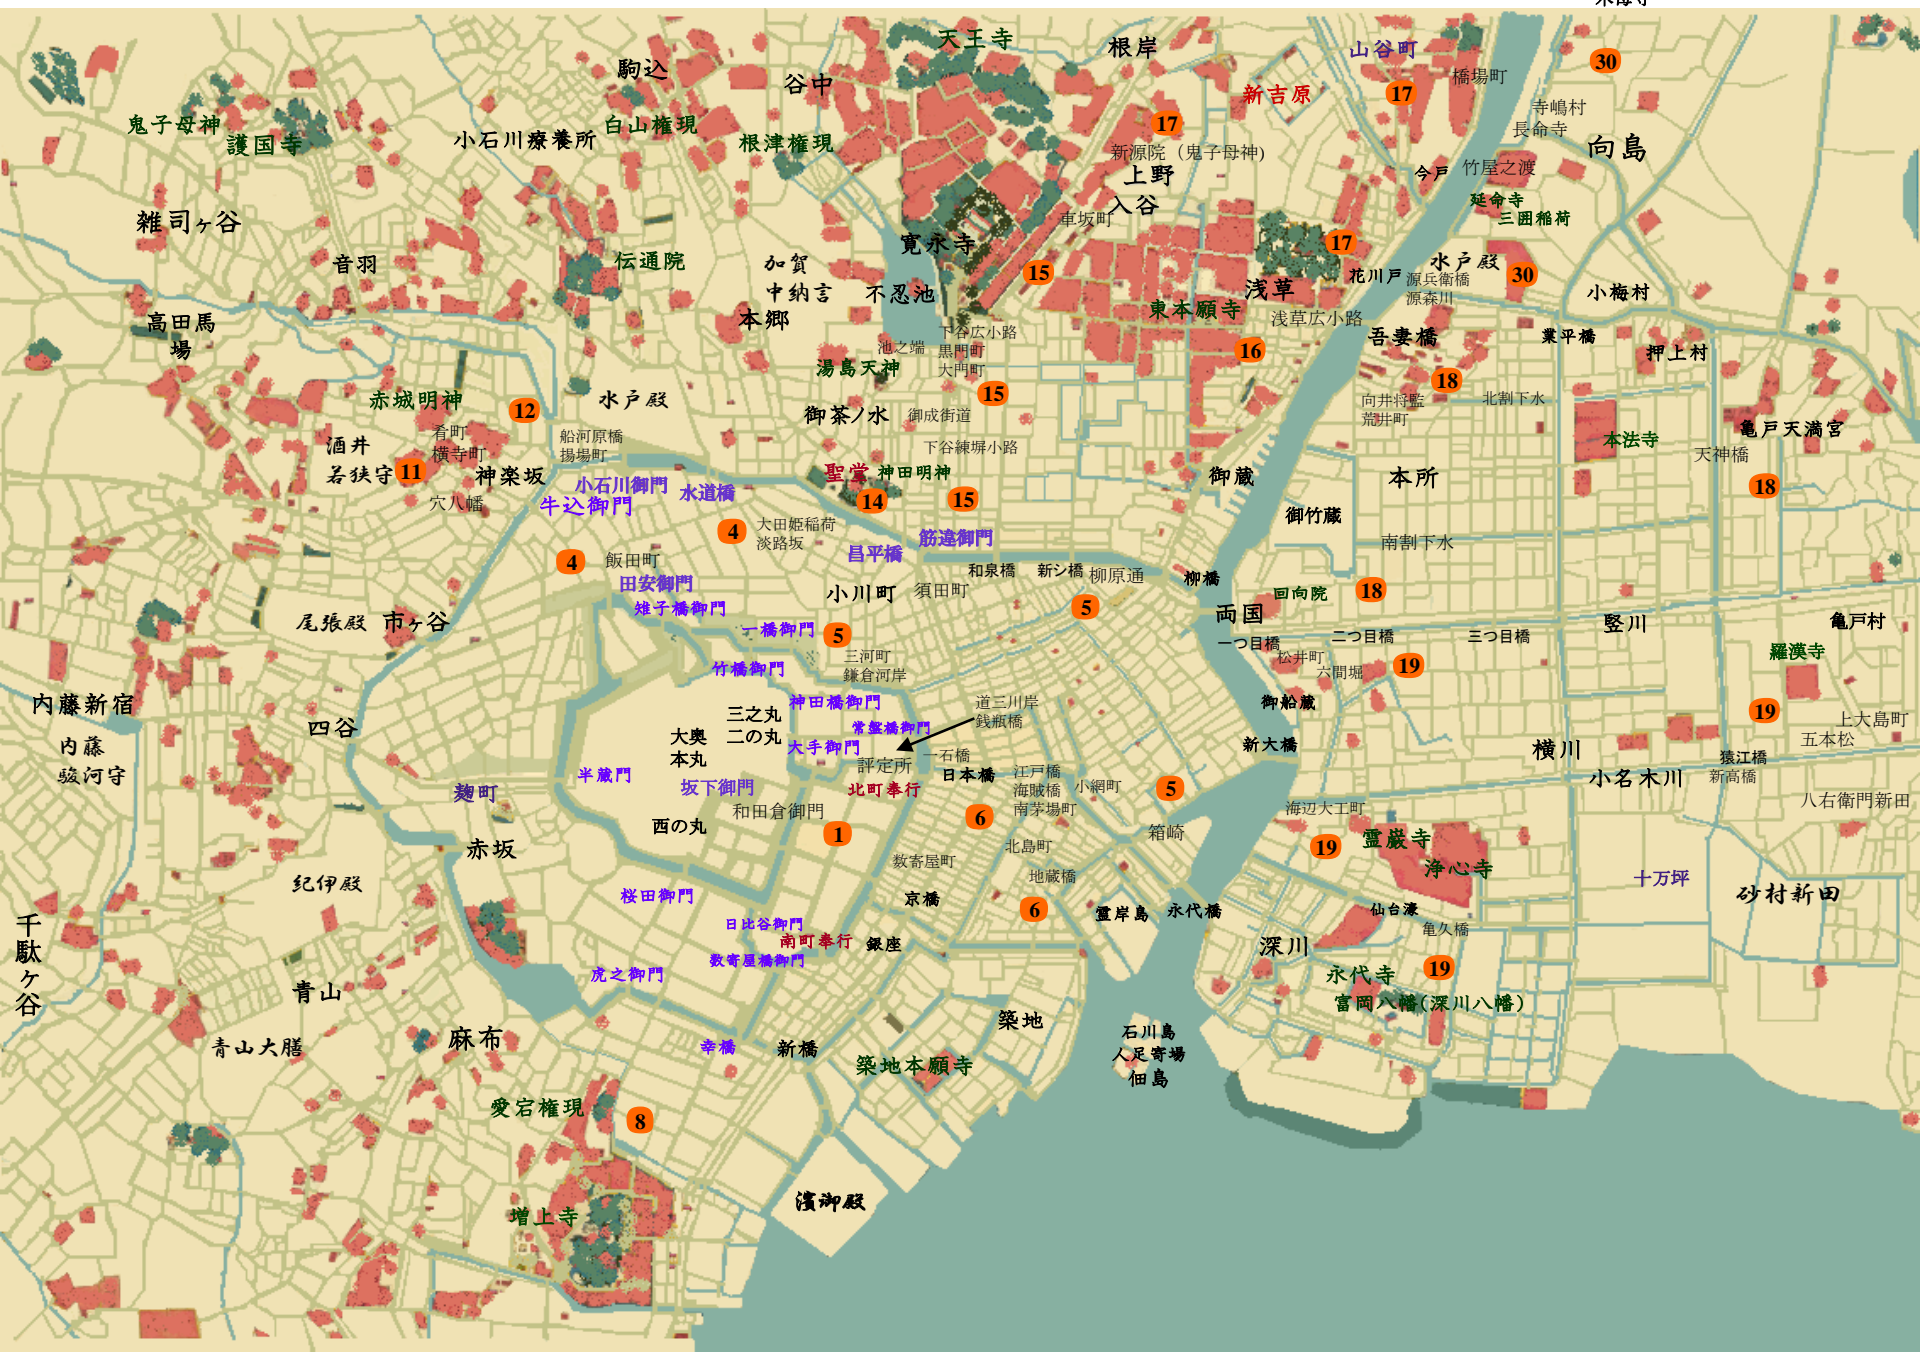 天王寺
根岸
山谷町
30
駒込
谷中
橋場町
新吉原
17
寺嶋村
長命寺
鬼子母神
護国寺
小石川療養所
白山権現
根津権現
17
新源院（鬼子母神)
上野
入谷
向島
今戸
竹屋之渡
延命寺
三囲稲荷
雑司ヶ谷
車坂町
寛永寺
17
音羽
伝通院
加賀
中納言
不忍池
15
浅草
花川戸
水戸殿
30
源兵衛橋
源森川
小梅村
高田馬
場
本郷
東本願寺
浅草広小路
下谷広小路
黒門町
大門町
池之端
湯島天神
16
吾妻橋
業平橋
押上村
18
向井将監
荒井町
北割下水
赤城明神
12
水戸殿
15
御茶ノ水
御成街道
下谷練塀小路
本法寺
亀戸天満宮
天神橋
酒井
若狭守
肴町
横寺町
11
神楽坂
穴八幡
船河原橋
揚場町
小石川御門
水道橋
牛込御門
聖堂
神田明神
14
15
御蔵
本所
18
御竹蔵
南割下水
4
大田姫稲荷
淡路坂
昌平橋
筋違御門
4
飯田町
田安御門
雉子橋御門
小川町
須田町
和泉橋
新シ橋
柳原通
柳橋
5
回向院
18
両国
一つ目橋
二つ目橋
三つ目橋
竪川
亀戸村
尾張殿
市ヶ谷
一橋御門
5
三河町
鎌倉河岸
竹橋御門
松井町
六間堀
19
羅漢寺
内藤新宿
内藤
駿河守
四谷
神田橋御門
道三川岸
銭瓶橋
御船蔵
19
上大島町
五本松
三之丸
二の丸
大奥
本丸
常盤橋御門
大手御門
評定所
一石橋
新大橋
横川
猿江橋
新高橋
小名木川
半蔵門
坂下御門
北町奉行
日本橋
江戸橋
海賊橋
南茅場町
小網町
5
麹町
西の丸
和田倉御門
1
6
箱崎
海辺大工町
八右衛門新田
赤坂
数寄屋町
北島町
地蔵橋
19
霊巌寺
浄心寺
紀伊殿
桜田御門
京橋
6
霊岸島
永代橋
仙台濠
亀久橋
十万坪
砂村新田
千
駄
ヶ
谷
日比谷御門
南町奉行
数寄屋橋御門
銀座
深川
19
永代寺
富岡八幡(深川八幡)
虎之御門
青山
青山大膳
麻布
築地
石川島
人足寄場
佃島
幸橋
新橋
築地本願寺
愛宕権現
8
濱御殿
増上寺